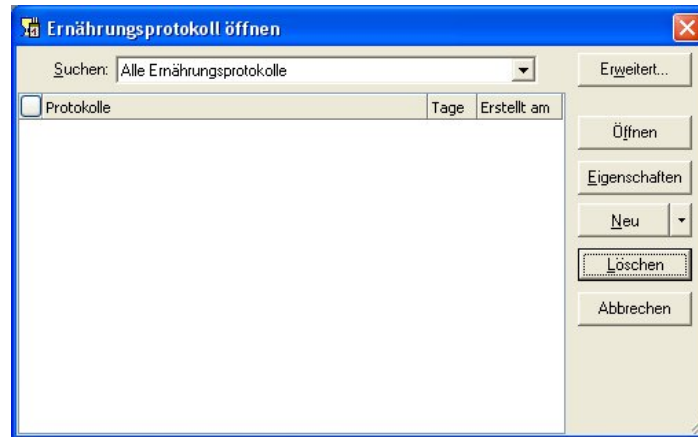 Ernährungsprotokoll öffnen
Suchen: Alle Ernährungsprotokolle
Erweitert...
Protokolle Tage Erstellt am
Öffnen
Eigenschaften
Neu
Löschen
Abbrechen